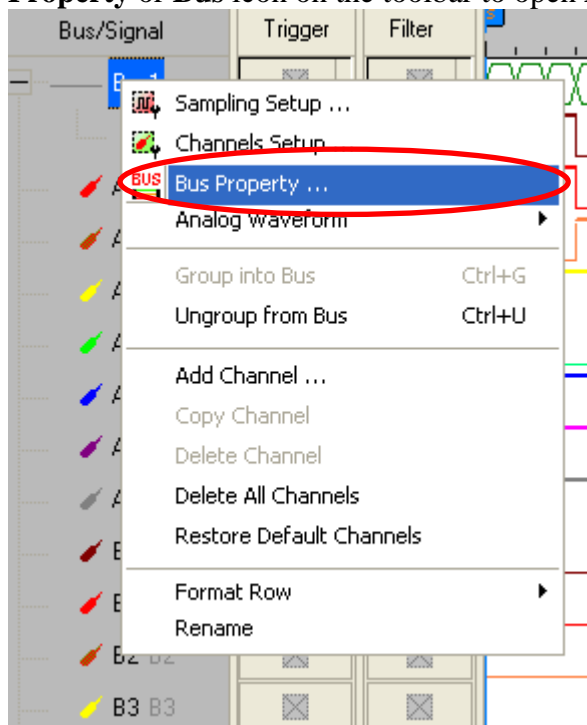 Property or Bus icon on the toolbar to open
Bus/Signal Trigger Filter
Sampling Setup ...
Channels Setup
BUS Bus Property ...
Analog Waveform
Group into Bus Ctrl+G
Ungroup from Bus Ctrl+U
Add Channel ...
Copy Channel
Delete Channel
Delete All Channels
Restore Default Channels
Format Row
Rename
B2 B2
B3 B3